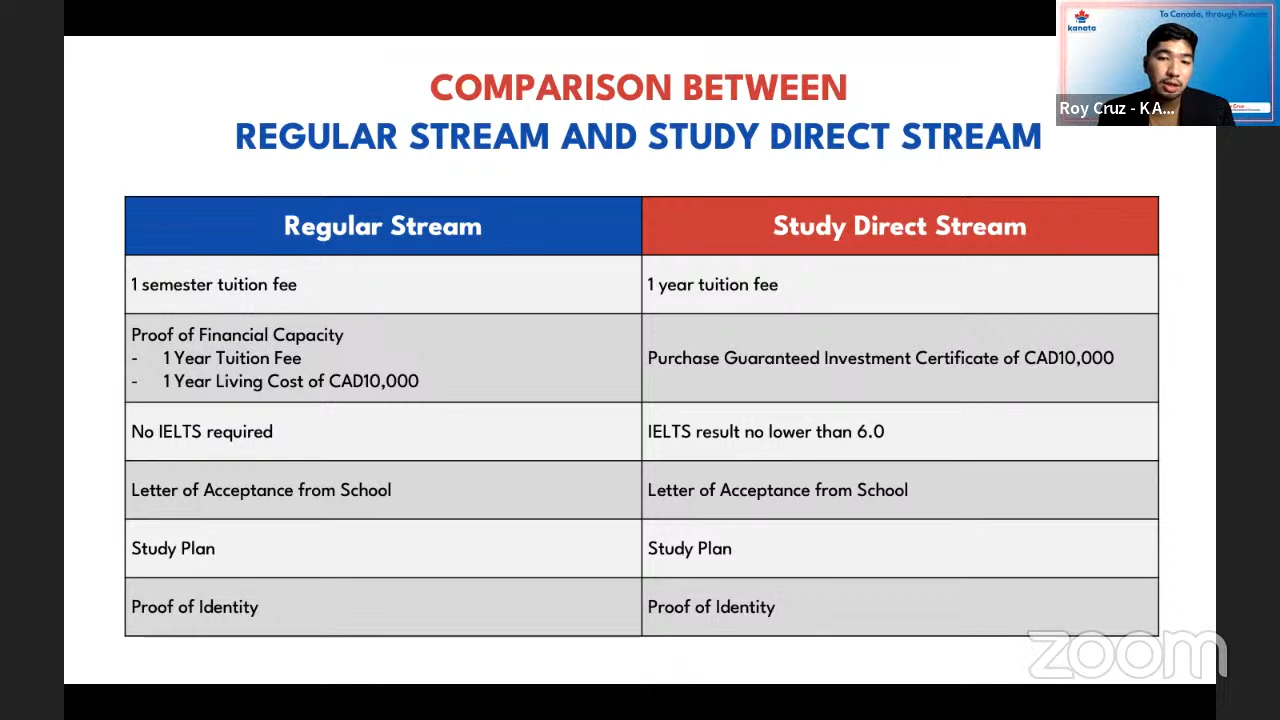 COMPARISON BETWEEN
REGULAR STREAM AND STUDY DIRECT STREAM
kanata
To Canada, through Kanata
Roy Cruz - KA...
Regular Stream
Study Direct Stream
1 semester tuition fee
1 year tuition fee
Proof of Financial Capacity
- 1 Year Tuition Fee
- 1 Year Living Cost of CAD10,000
Purchase Guaranteed Investment Certificate of CAD10,000
No IELTS required
IELTS result no lower than 6.0
Letter of Acceptance from School
Letter of Acceptance from School
Study Plan
Study Plan
Proof of Identity
Proof of Identity
zoom